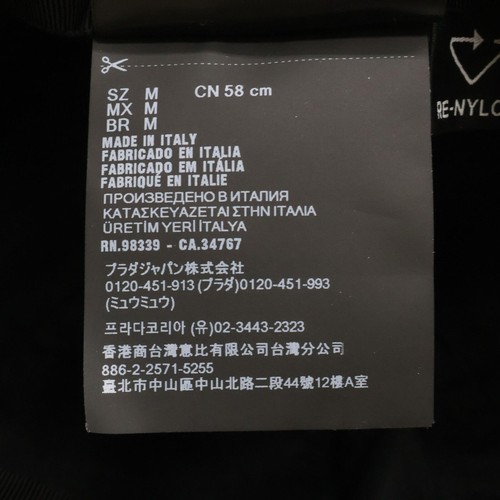 SZ M CN 58 cm
MX M
BR M
MADE IN ITALY
FABRICADO EN ITALIA
FABRICADO EM ITÁLIA
FABRIQUÉ EN ITALIE
ПРОИЗВЕДЕНО В ИТАЛИЯ
ΚΑΤΑΣΚΕΥΑΖΕΤΑΙ ΣΤΗΝ ΙΤΑΛΙΑ
ÜRETİM YERİ İTALYA
RN.98339 - CA.34767
プラダジャパン株式会社
0120-451-913 (プラダ)0120-451-993
(ミュウミュウ)
프라다코리아 (유)02-3443-2323
香港商台灣意比有限公司台灣分公司
886-2-2571-5255
臺北市中山區中山北路二段44號12樓A室
RE-NYLO